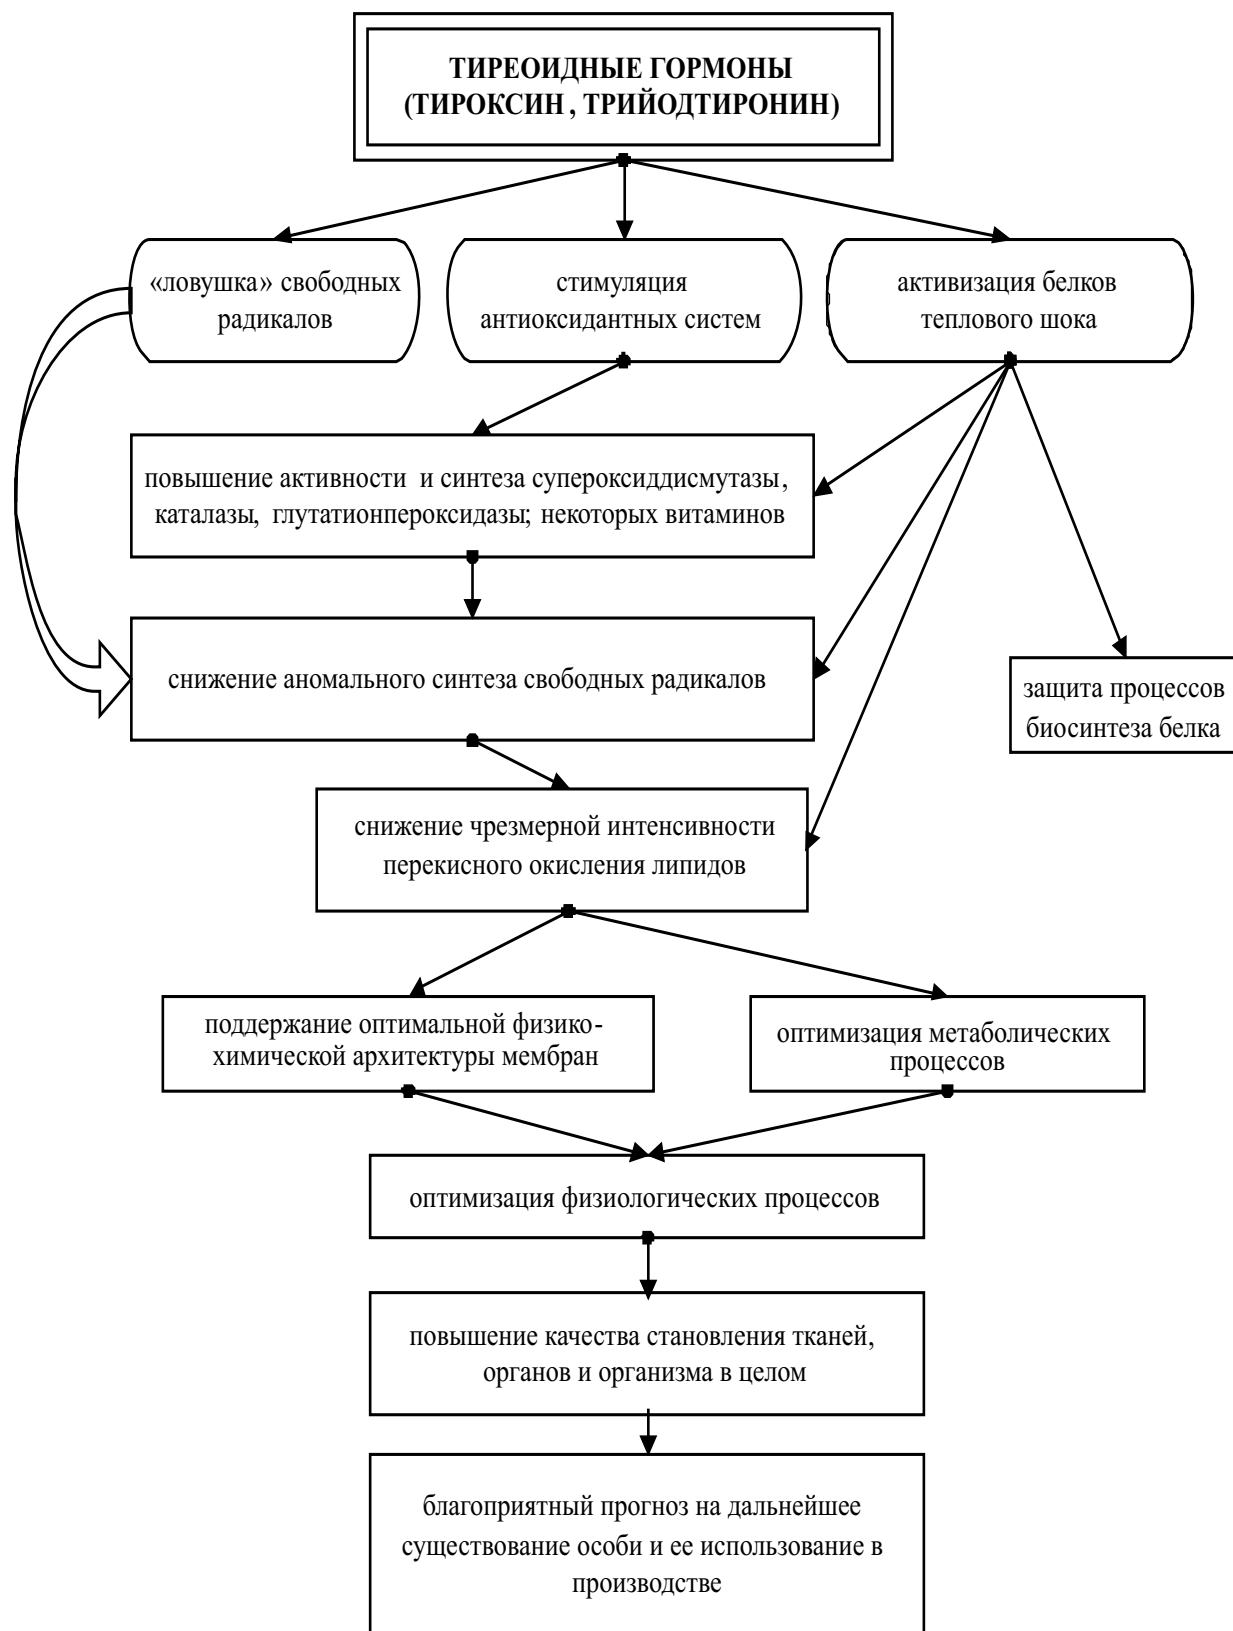 ТИРЕОИДНЫЕ ГОРМОНЫ
(ТИРОКСИН, ТРИЙОДТИРОНИН)
«ловушка» свободных
радикалов
стимуляция
антиоксидантных систем
активизация белков
теплового шока
повышение активности и синтеза супероксиддисмутазы,
каталазы, глутатионпероксидазы; некоторых витаминов
снижение аномального синтеза свободных радикалов
защита процессов
биосинтеза белка
снижение чрезмерной интенсивности
перекисного окисления липидов
поддержание оптимальной физико-
химической архитектуры мембран
оптимизация метаболических
процессов
оптимизация физиологических процессов
повышение качества становления тканей,
органов и организма в целом
благоприятный прогноз на дальнейшее
существование особи и ее использование в
производстве